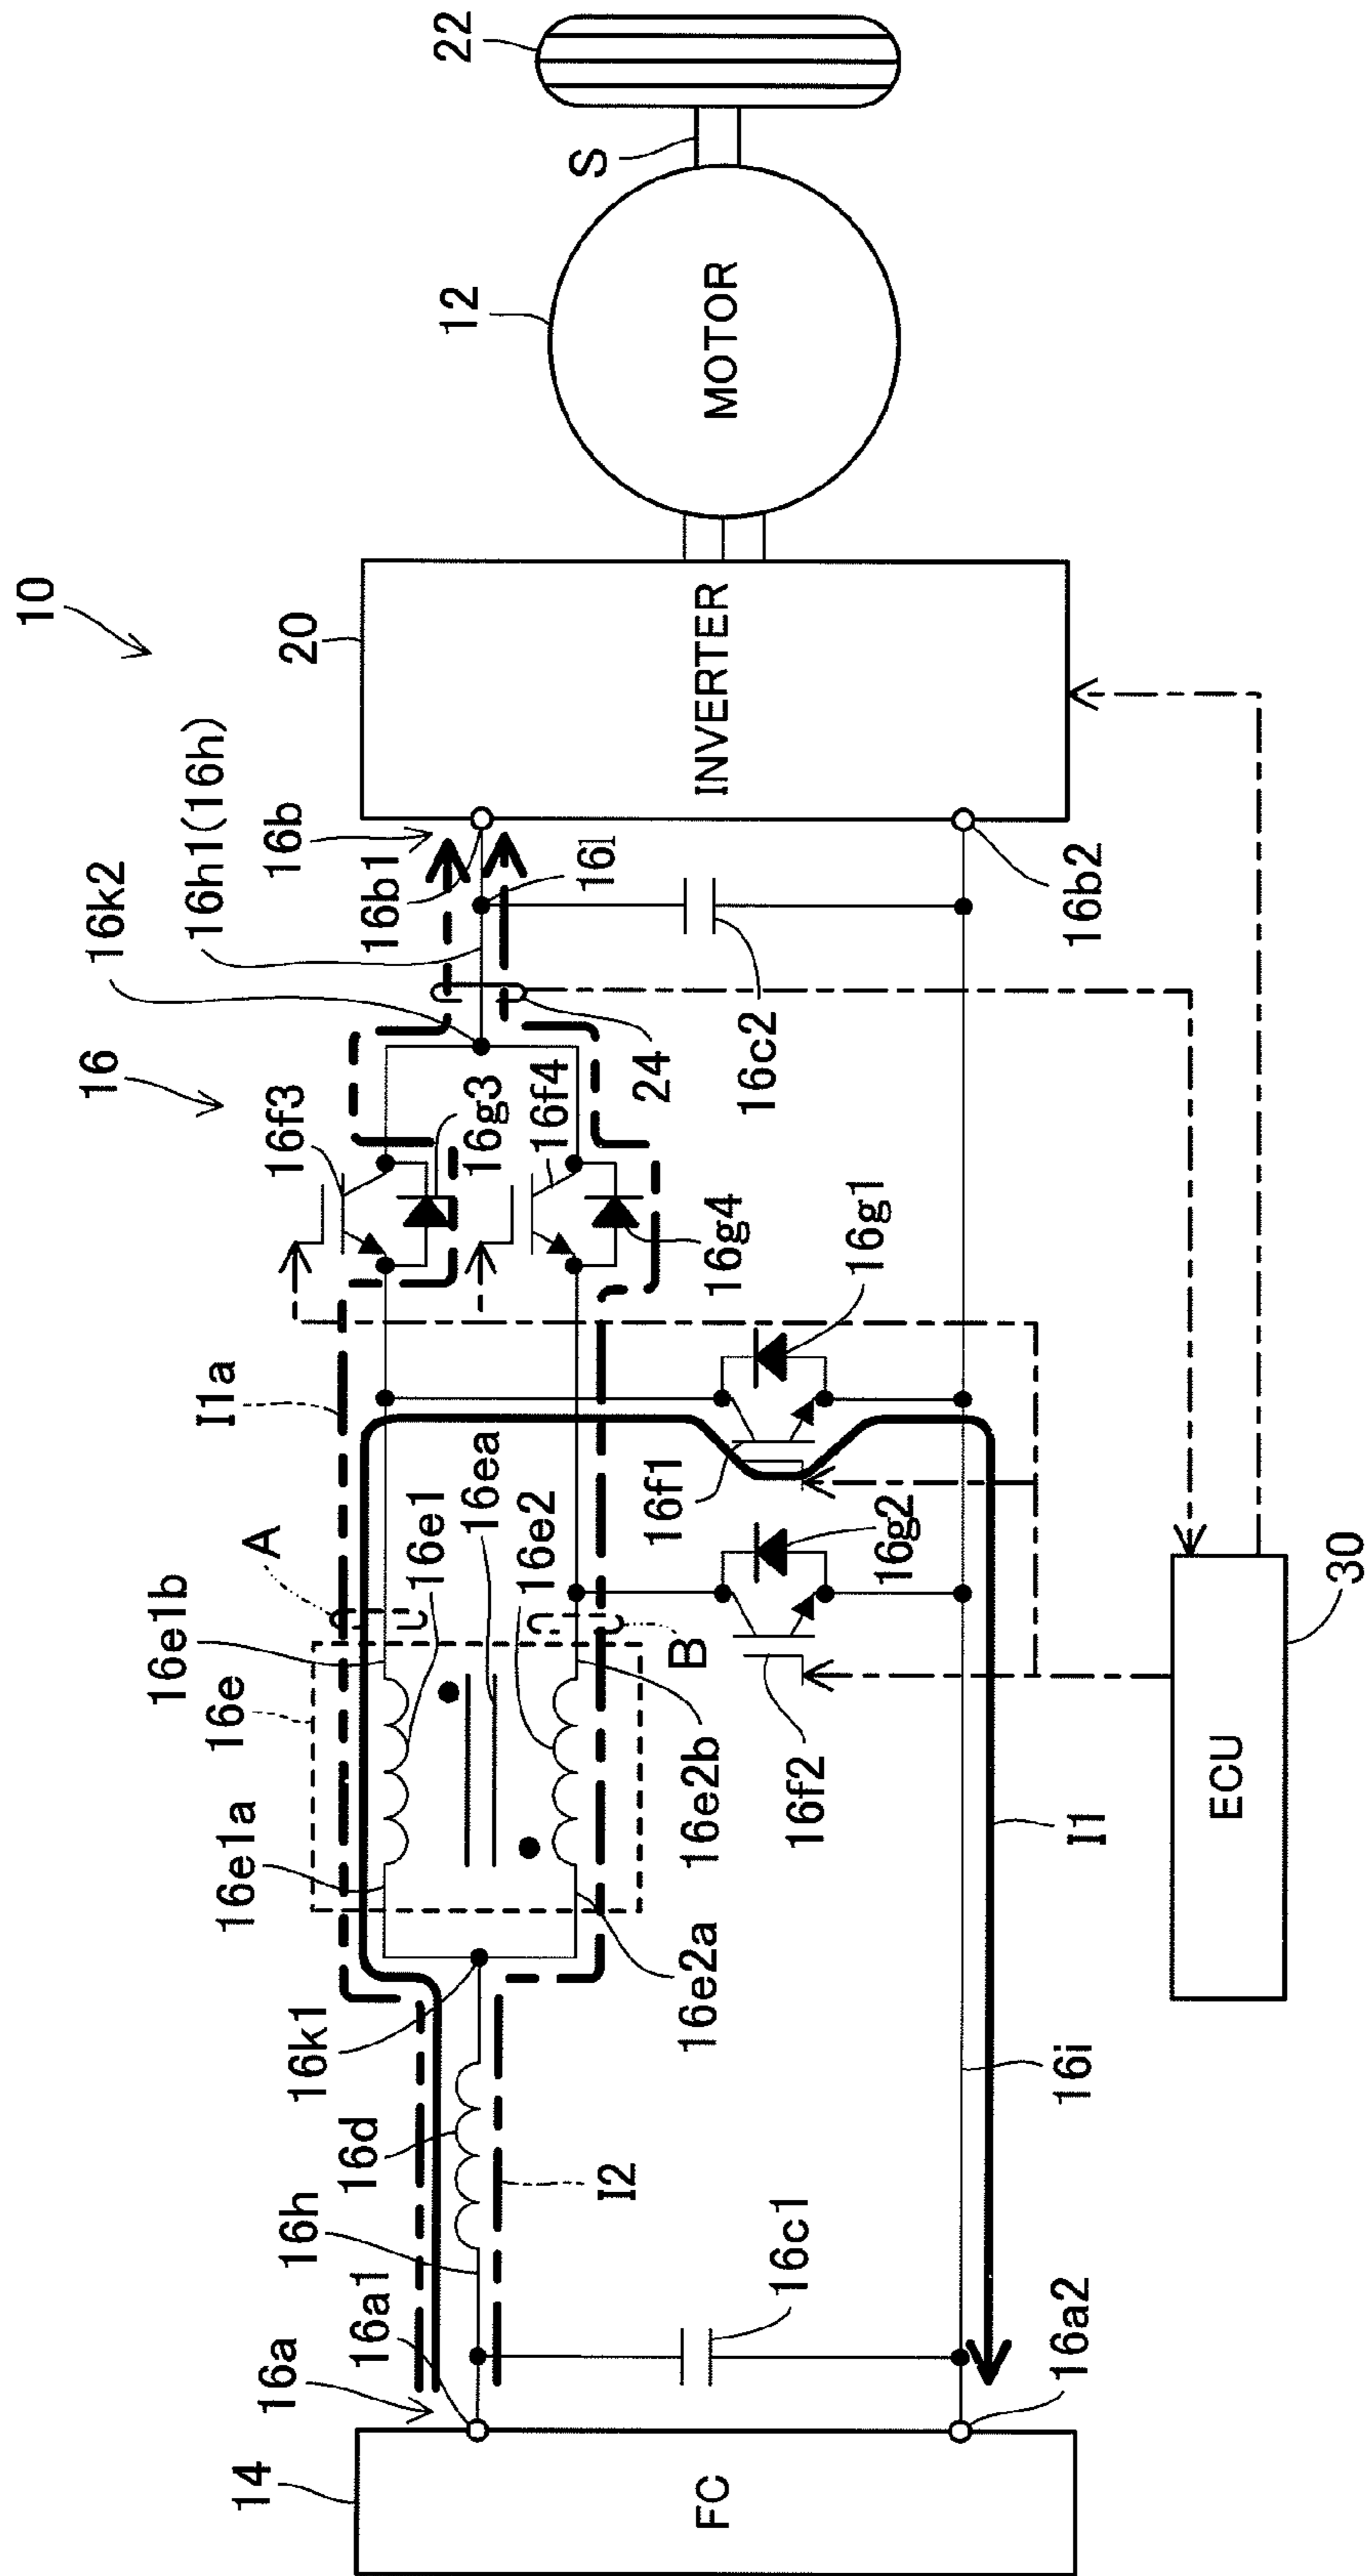 10
16
16k2
16h1(16h)
16b
16b1
16l
20
INVERTER
12
MOTOR
S
22
16f3
16g3
16f4
24
16c2
16b2
16g4
16g1
I1a
16f1
16g2
16f2
A
B
16e1b
16e
16e1a
16e1
16ea
16e2
16e2b
16e2a
16k1
16d
16h
16a1
16a
I2
16c1
14
FC
16a2
16i
I1
ECU
30